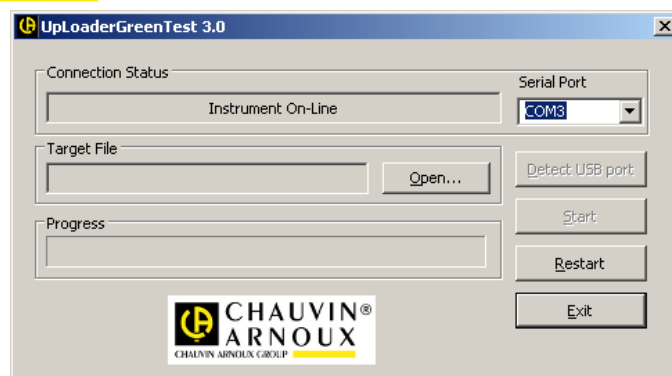 UpLoaderGreenTest 3.0
Connection Status
Instrument On-Line
Serial Port
COM3
Target File
Open...
Detect USB port
Progress
Start
Restart
Exit
CHAUVIN®
ARNOUX
CHAUVIN ARNOUX GROUP